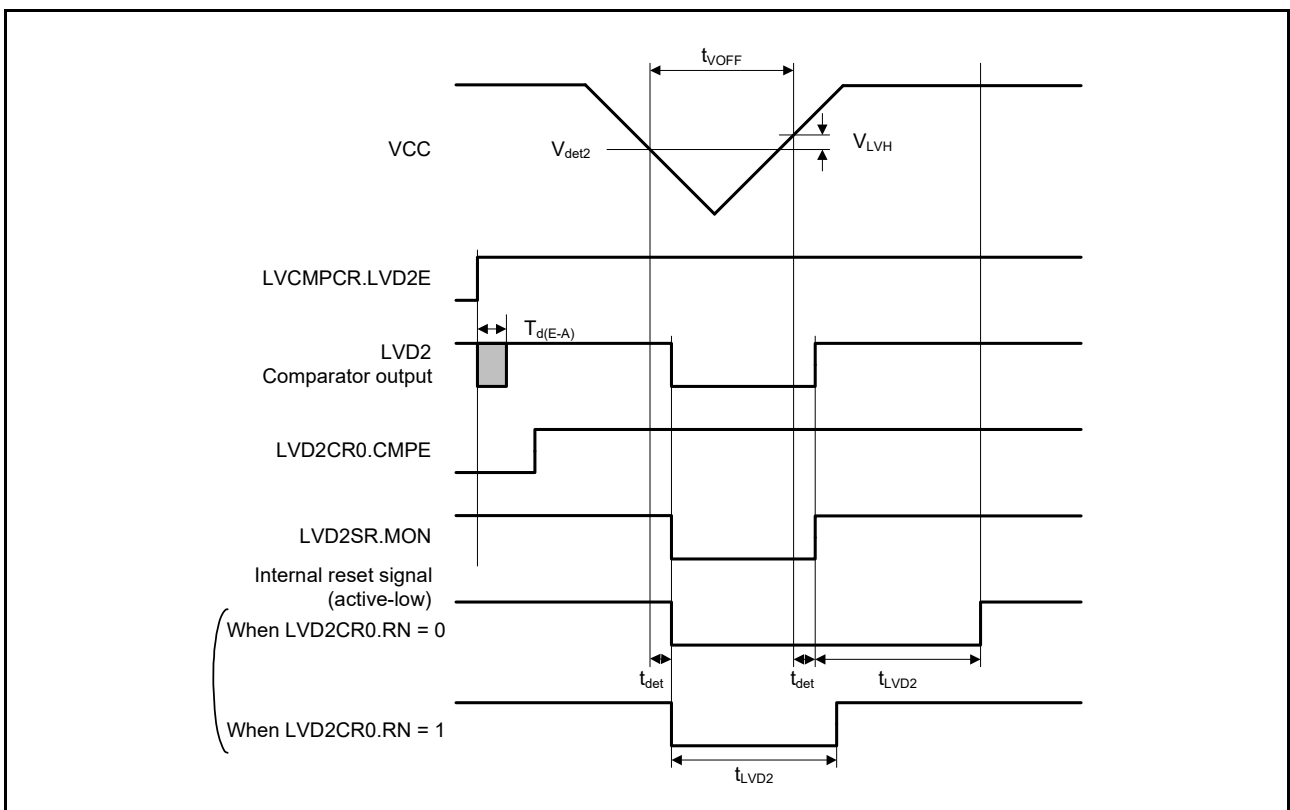 tVOFF
VCC
Vdet2
VLVH
LVCMPCR.LVD2E
Td(E-A)
LVD2
Comparator output
LVD2CR0.CMPE
LVD2SR.MON
Internal reset signal
(active-low)
When LVD2CR0.RN = 0
tdet
tdet
tLVD2
When LVD2CR0.RN = 1
tLVD2